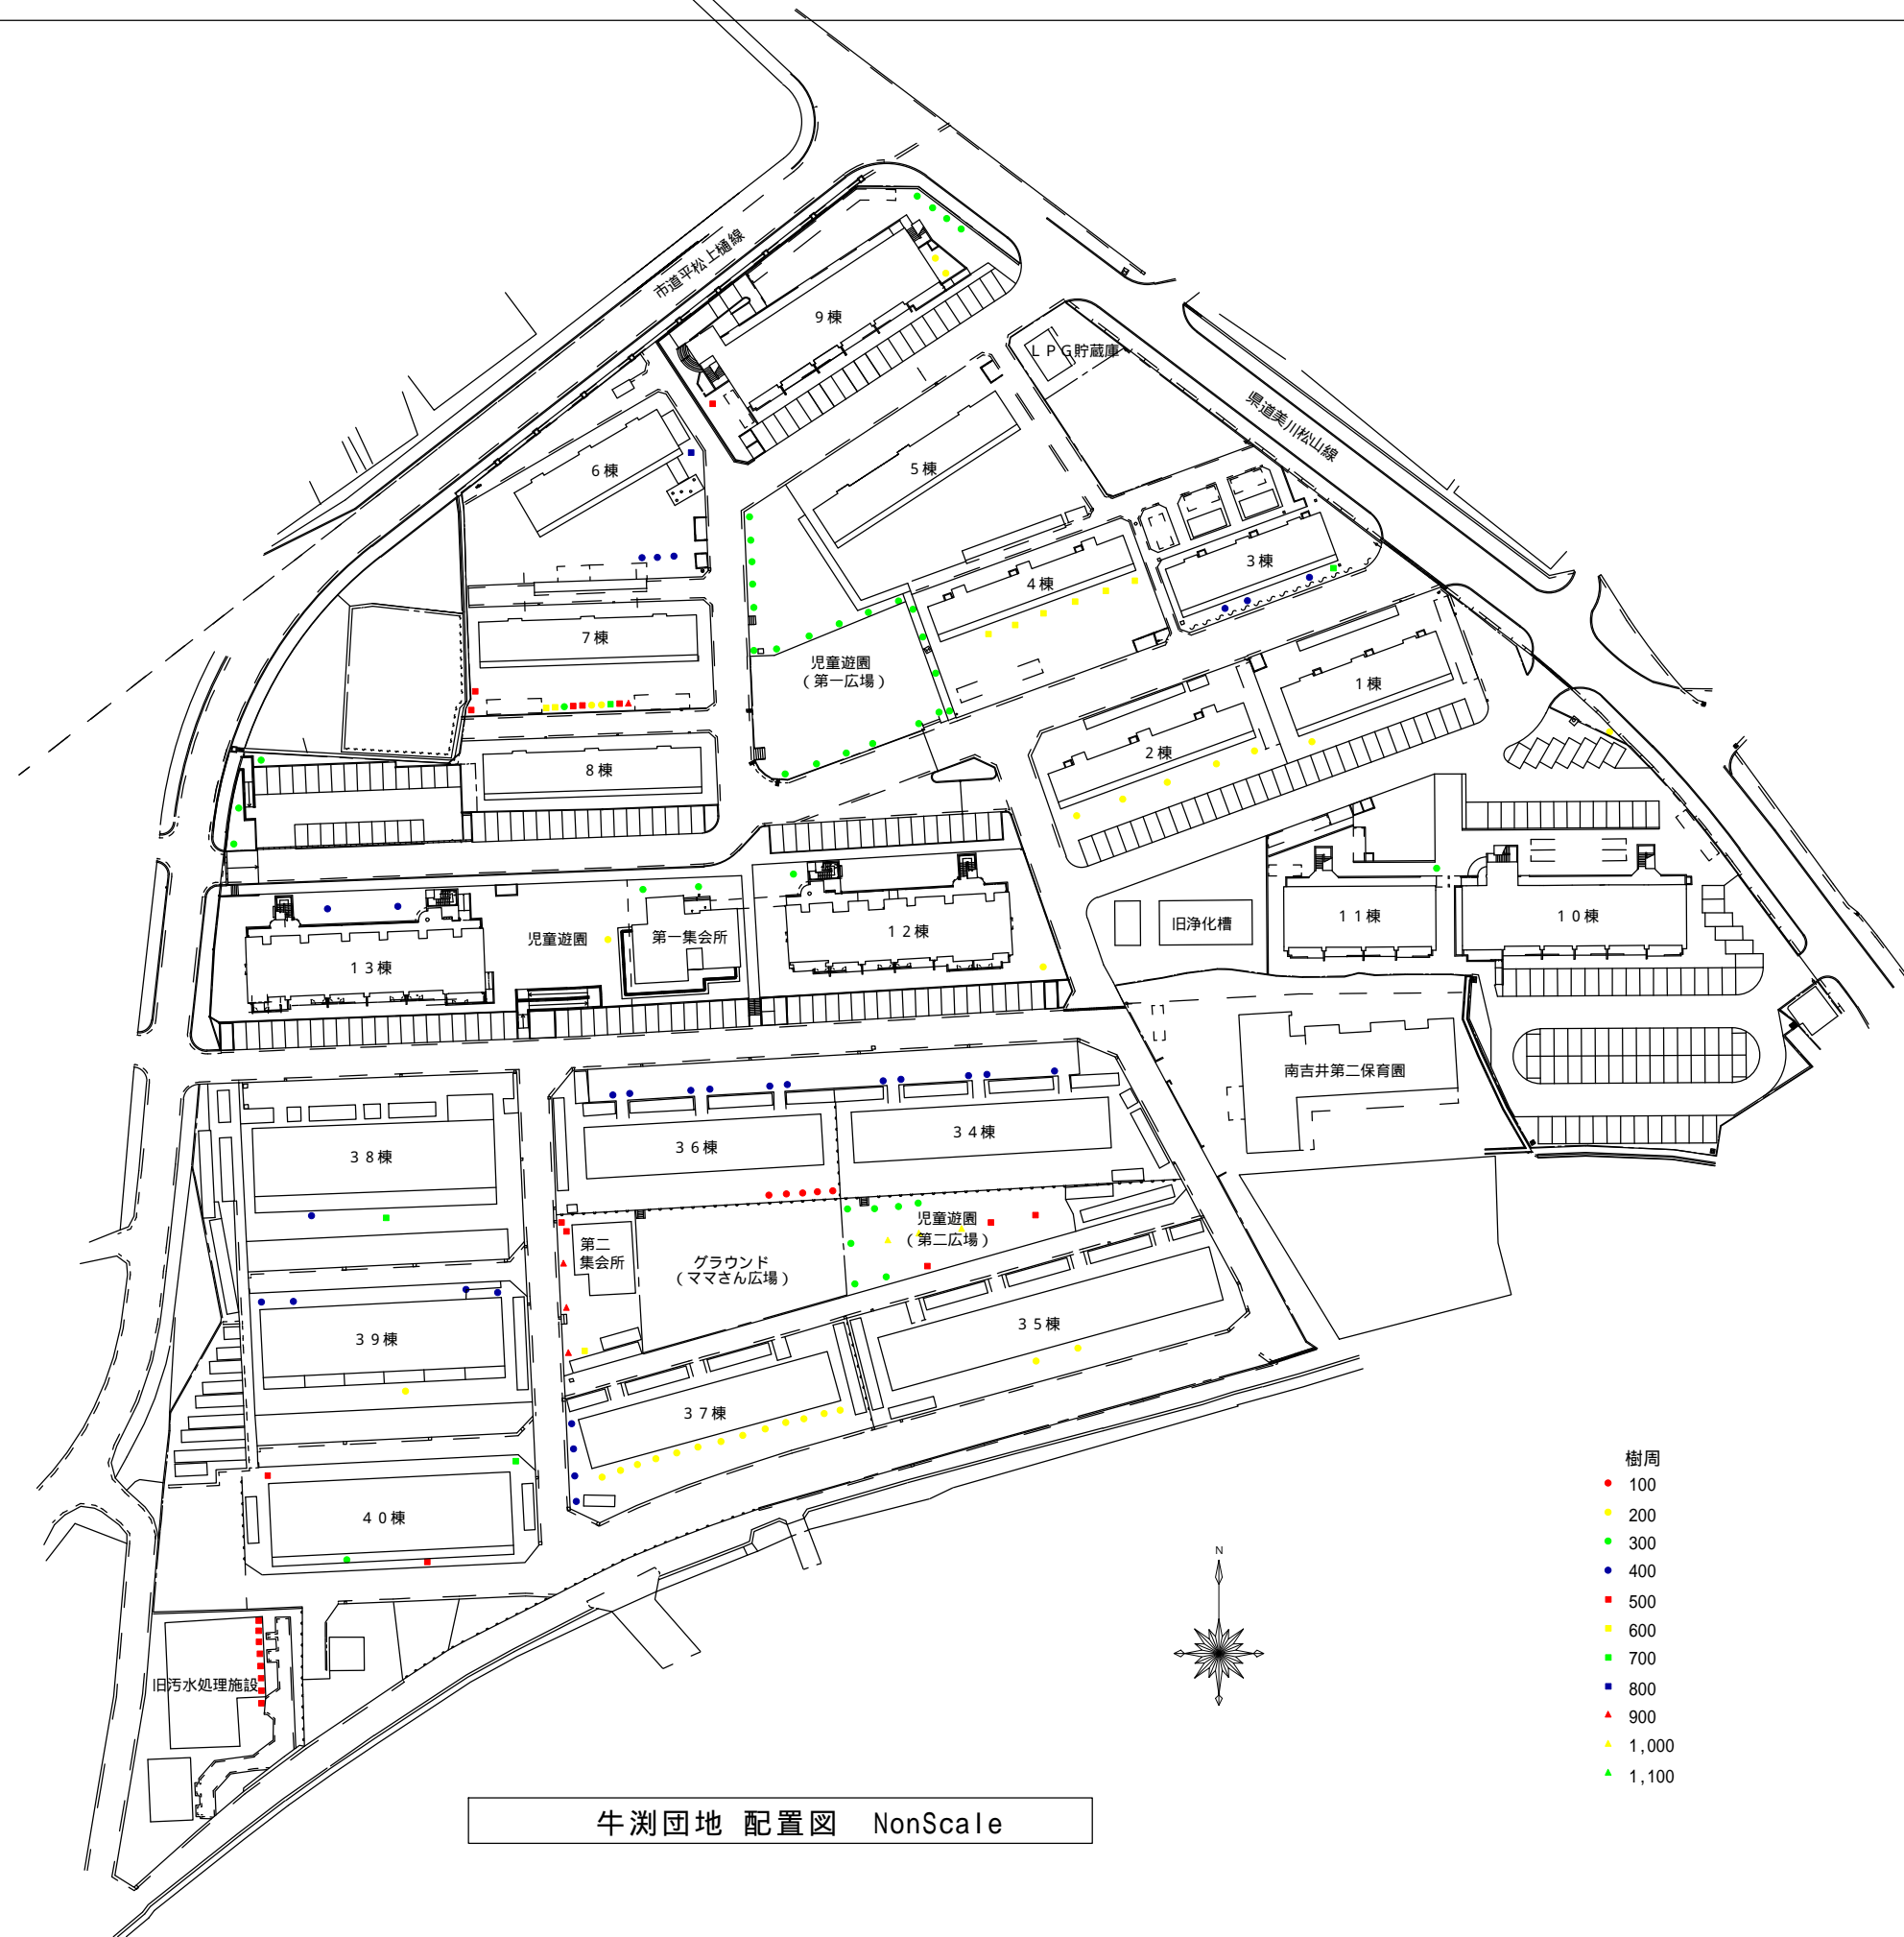 市道平松上樋線
9棟
LPG貯蔵庫
県道美川松山線
6棟
5棟
3棟
4棟
7棟
児童遊園
(第一広場)
1棟
2棟
8棟
11棟
10棟
旧浄化槽
12棟
児童遊園
第一集会所
13棟
南吉井第二保育園
34棟
36棟
38棟
児童遊園
(第二広場)
第二
集会所
グラウンド
(ママさん広場)
35棟
39棟
37棟
40棟
旧汚水処理施設
樹周
100
200
300
400
500
600
700
800
900
1,000
1,100
N
牛渕団地 配置図 NonScale